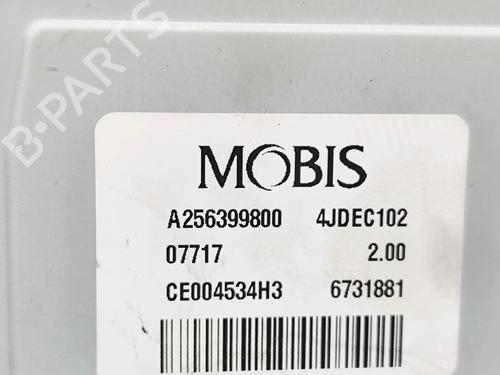 B-PARTS
MOBIS
A256399800 4JDEC102
07717 2.00
CE004534H3 6731881